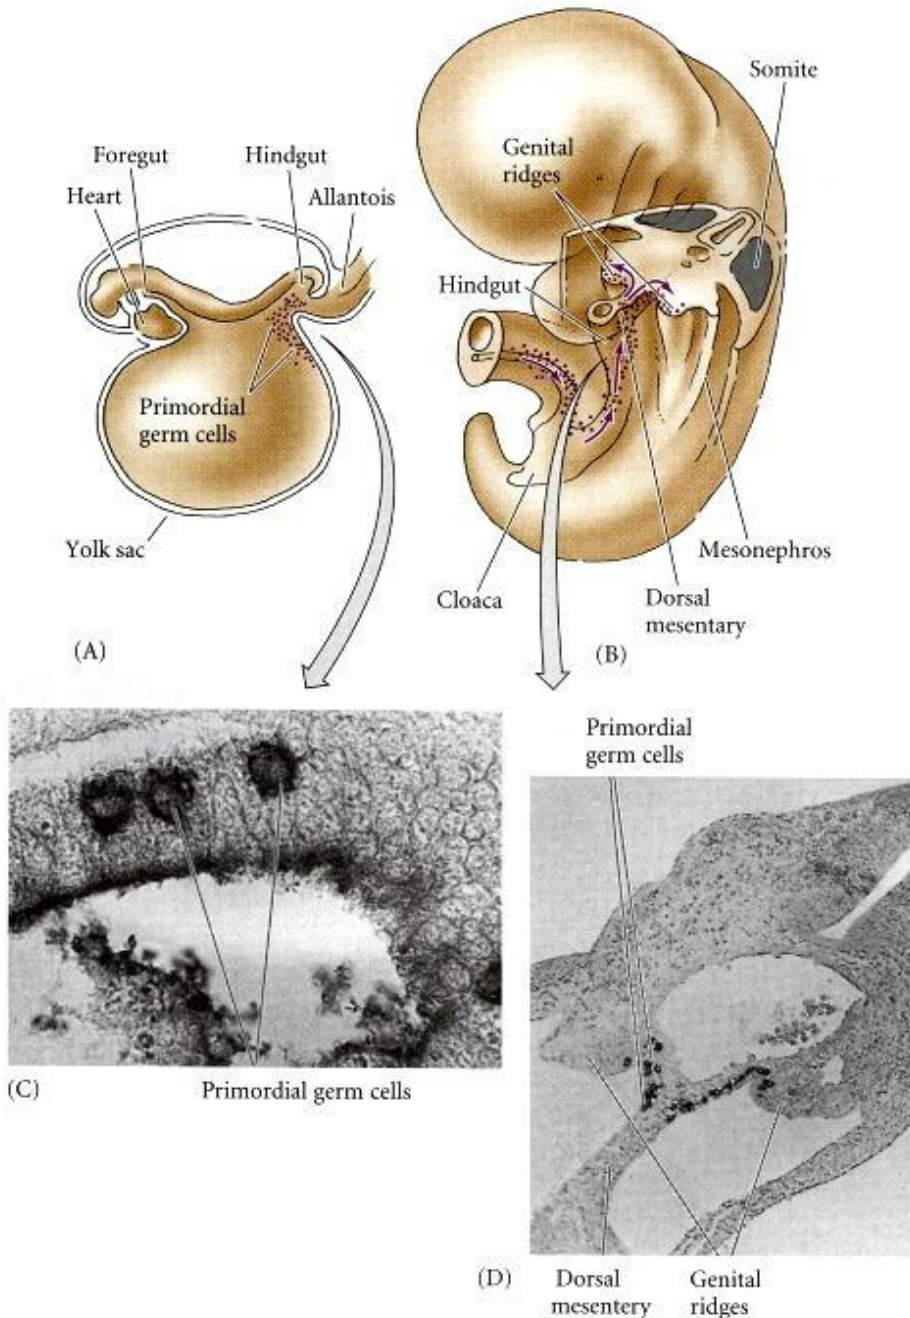 Foregut
Hindgut
Heart
Allantois
Primordial
germ cells
Yolk sac
(A)
Somite
Genital
ridges
Hindgut
Mesonephros
Cloaca
Dorsal
mesentary
(B)
Primordial
germ cells
(C)
Primordial germ cells
(D)
Dorsal
mesentery
Genital
ridges